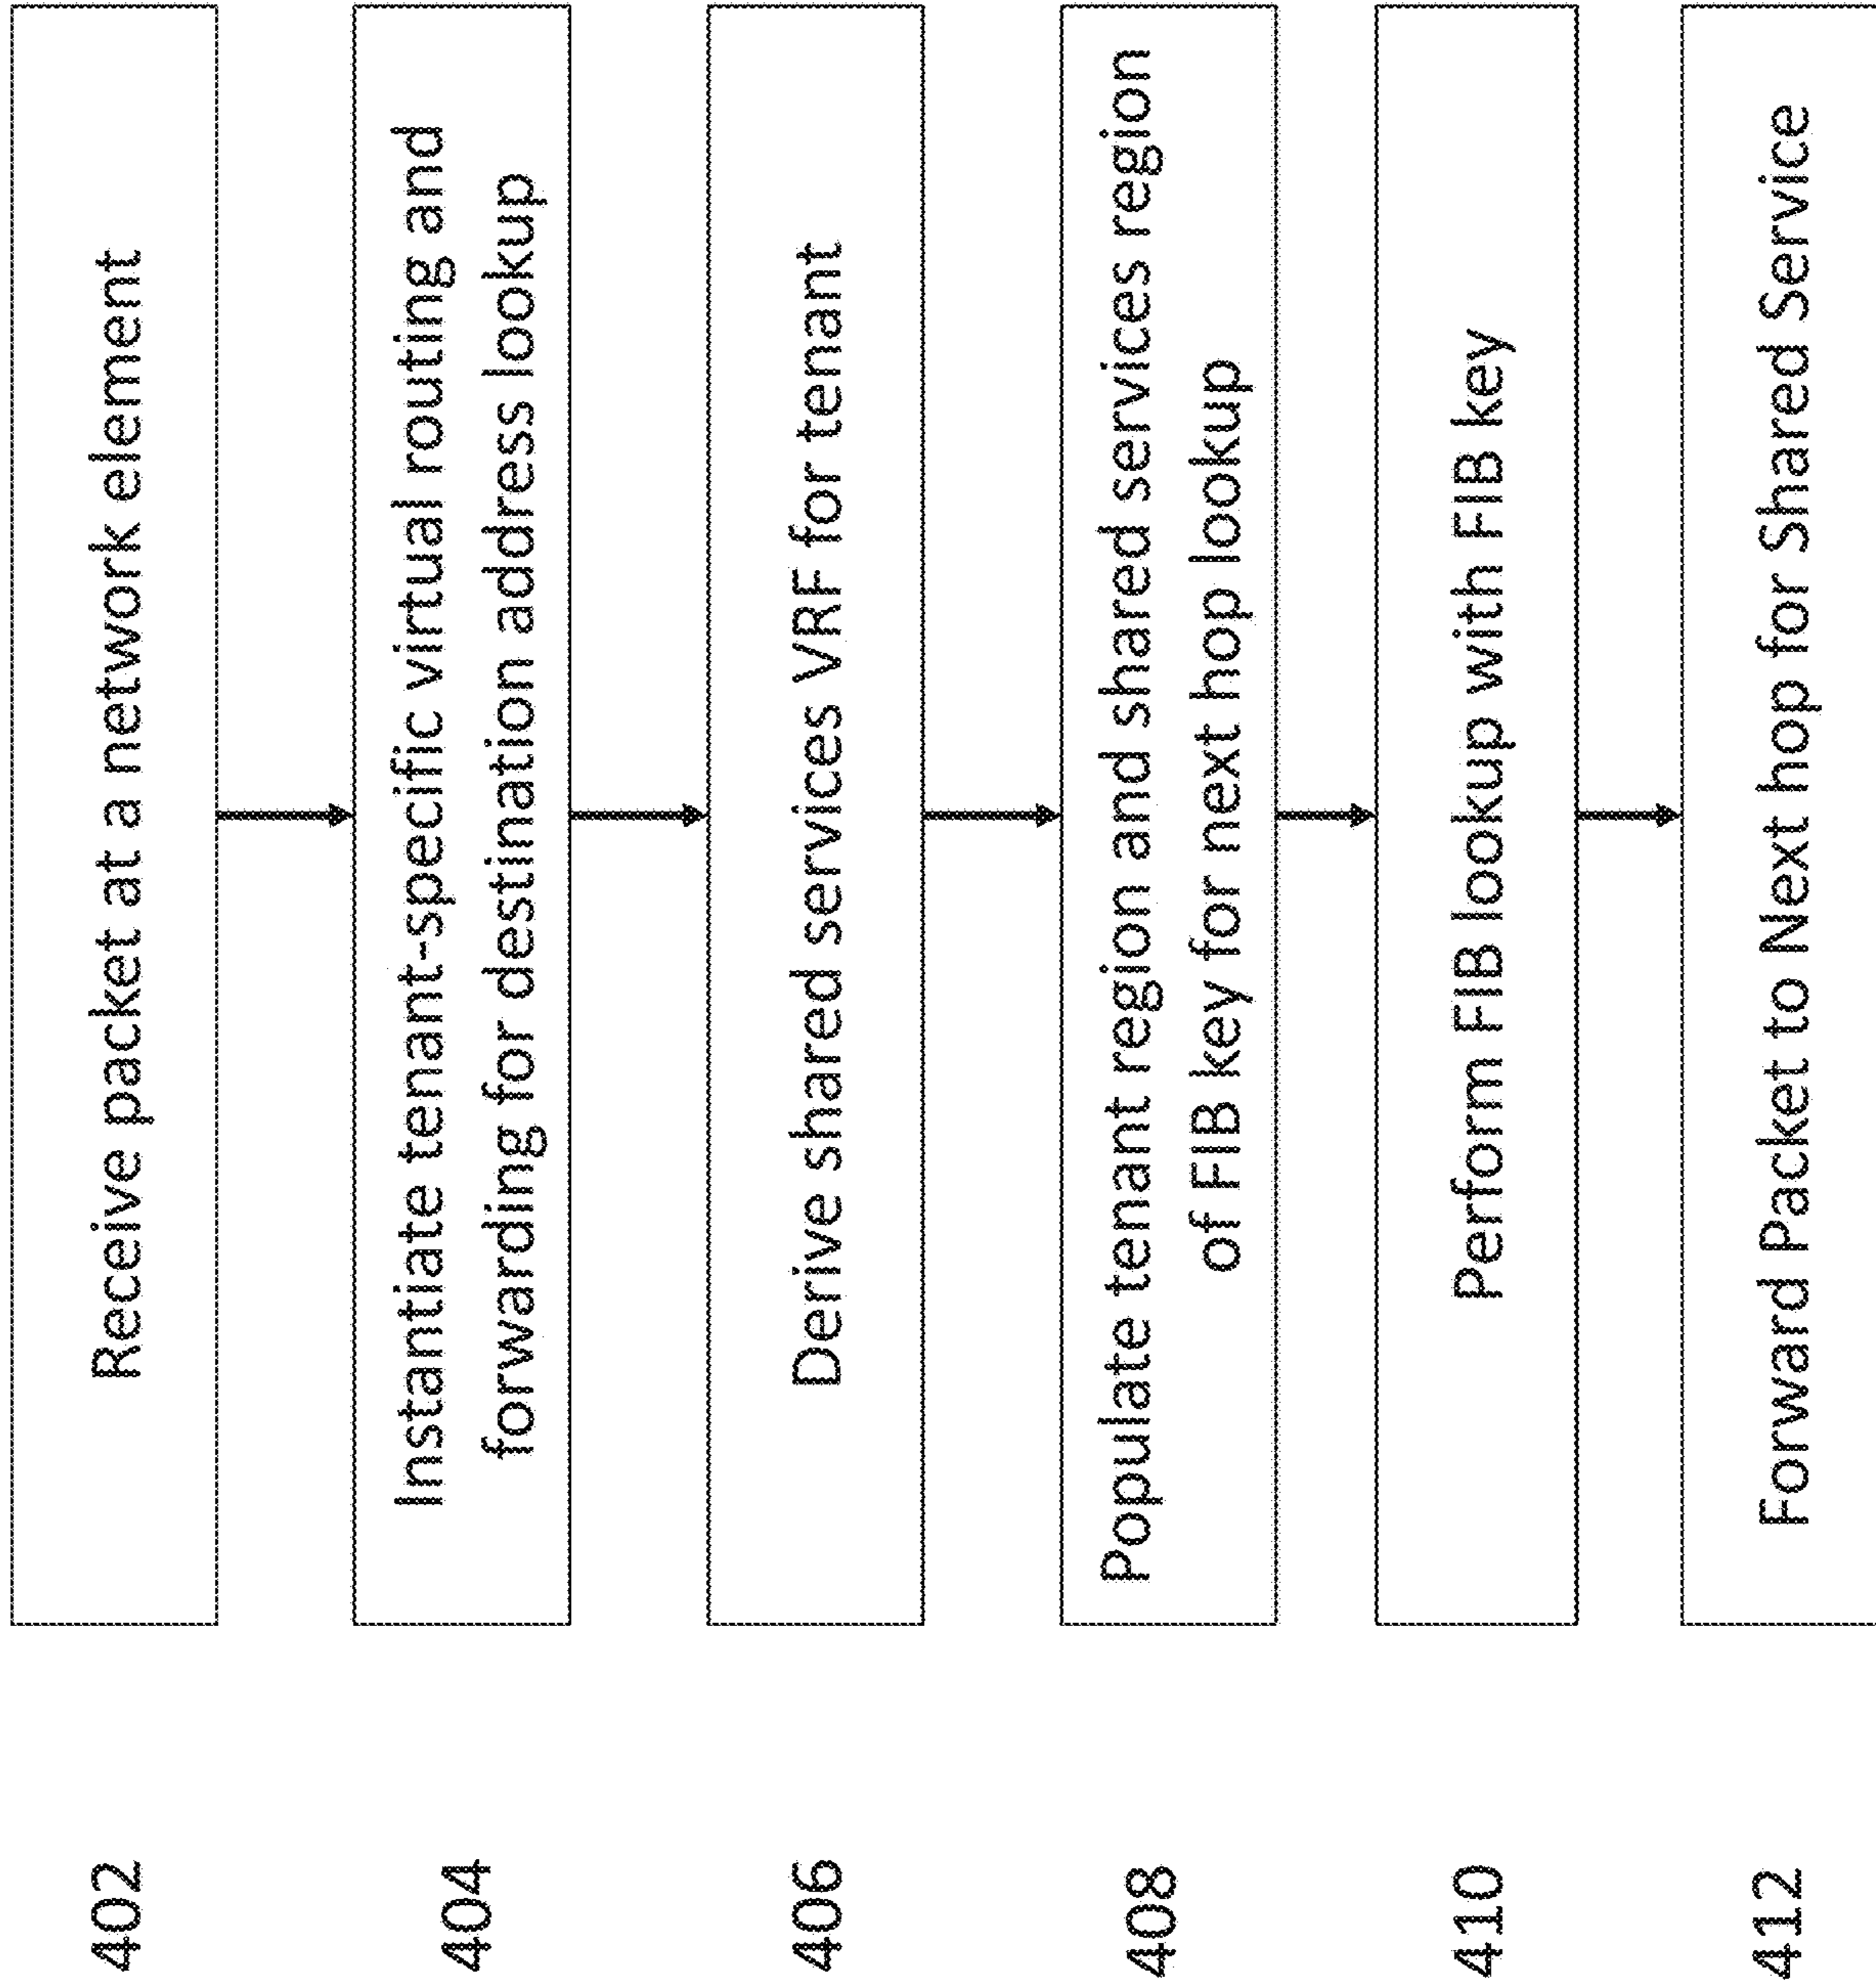 402
Receive packet at a network element
404
Instantiate tenant-specific virtual routing and
forwarding for destination address lookup
406
Derive shared services VRF for tenant
408
Populate tenant region and shared services region
of FIB key for next hop lookup
410
Perform FIB lookup with FIB key
412
Forward Packet to Next hop for Shared Service